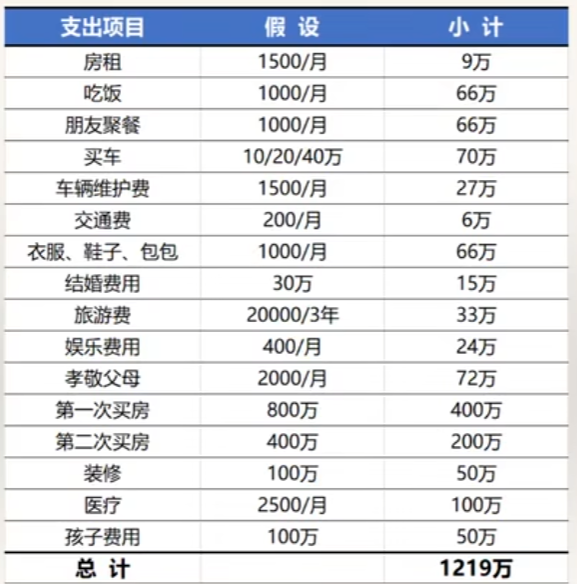 支出项目 假 设 小 计
房租 1500/月 9万
吃饭 1000/月 66万
朋友聚餐 1000/月 66万
买车 10/20/40万 70万
车辆维护费 1500/月 27万
交通费 200/月 6万
衣服、鞋子、包包 1000/月 66万
结婚费用 30万 15万
旅游费 20000/3年 33万
娱乐费用 400/月 24万
孝敬父母 2000/月 72万
第一次买房 800万 400万
第二次买房 400万 200万
装修 100万 50万
医疗 2500/月 100万
孩子费用 100万 50万
总 计 1219万